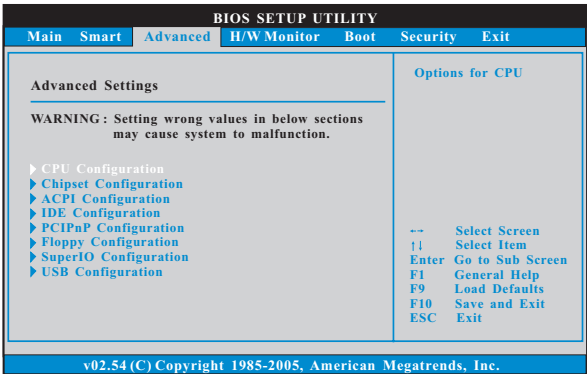 BIOS SETUP UTILITY
Main Smart Advanced H/W Monitor Boot Security Exit
Advanced Settings
WARNING : Setting wrong values in below sections
may cause system to malfunction.
CPU Configuration
Chipset Configuration
ACPI Configuration
IDE Configuration
PCIPnP Configuration
Floppy Configuration
SuperIO Configuration
USB Configuration
Options for CPU
←→ Select Screen
↑↓ Select Item
Enter Go to Sub Screen
F1 General Help
F9 Load Defaults
F10 Save and Exit
ESC Exit
v02.54 (C) Copyright 1985-2005, American Megatrends, Inc.